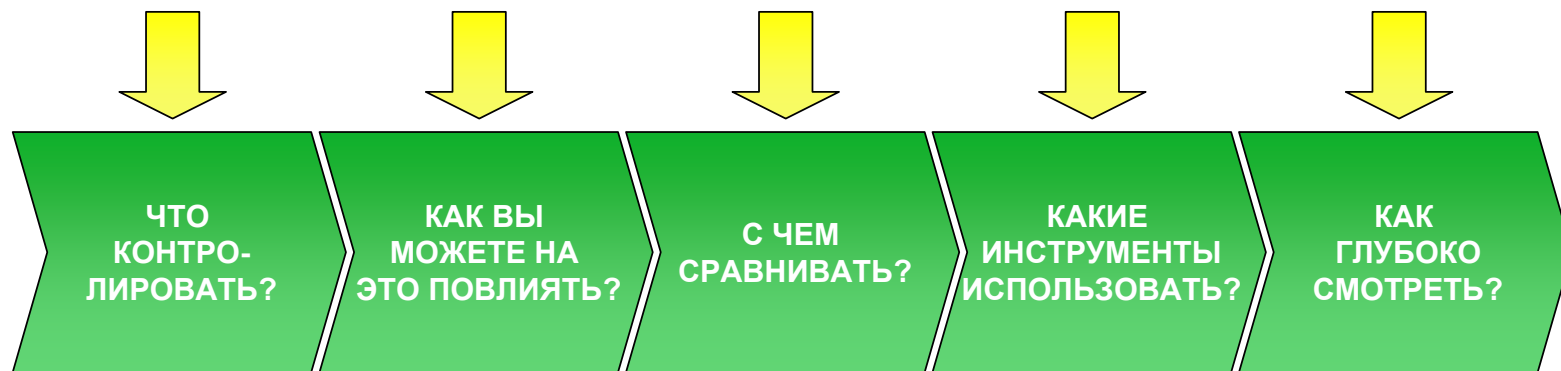 ЧТО
КОНТРО-
ЛИРОВАТЬ?
КАК ВЫ
МОЖЕТЕ НА
ЭТО ПОВЛИЯТЬ?
С ЧЕМ
СРАВНИВАТЬ?
КАКИЕ
ИНСТРУМЕНТЫ
ИСПОЛЬЗОВАТЬ?
КАК
ГЛУБОКО
СМОТРЕТЬ?